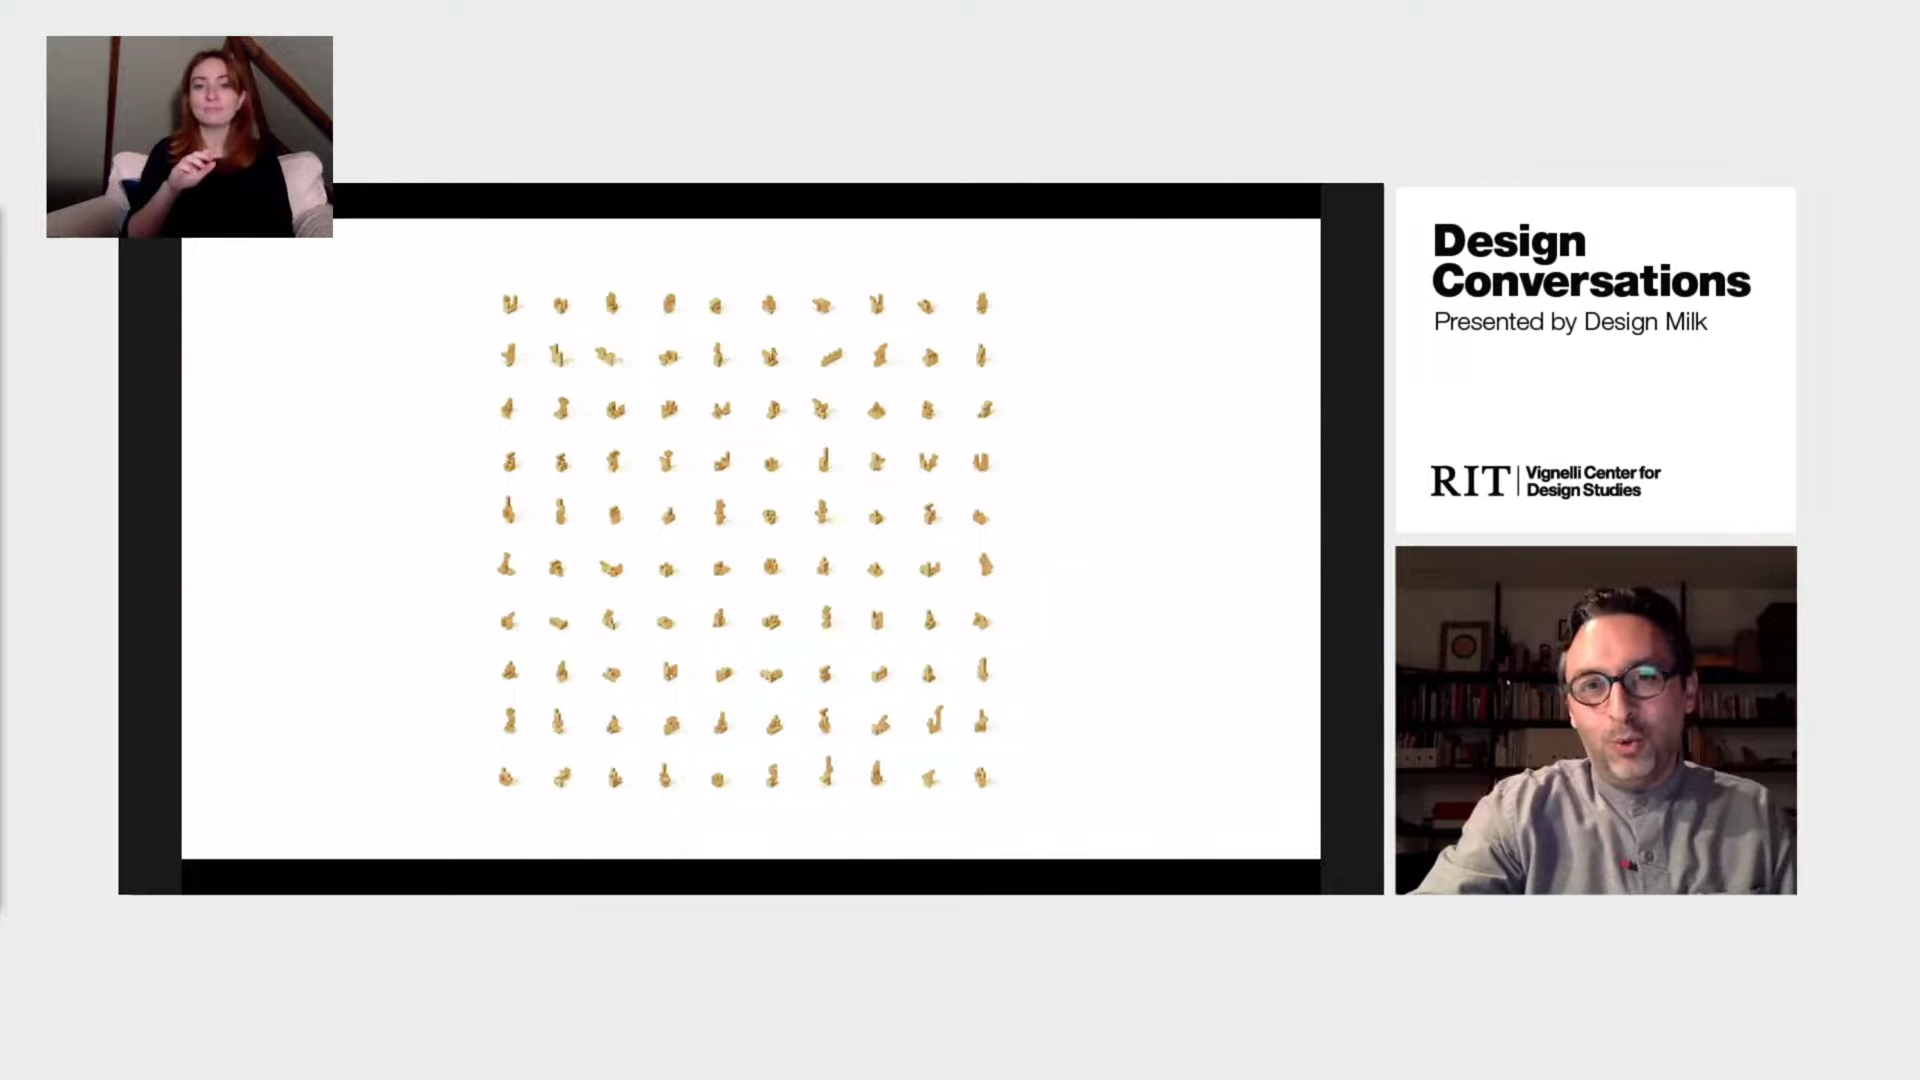 Design
Conversations
Presented by Design Milk
RIT
Vignelli Center for
Design Studies